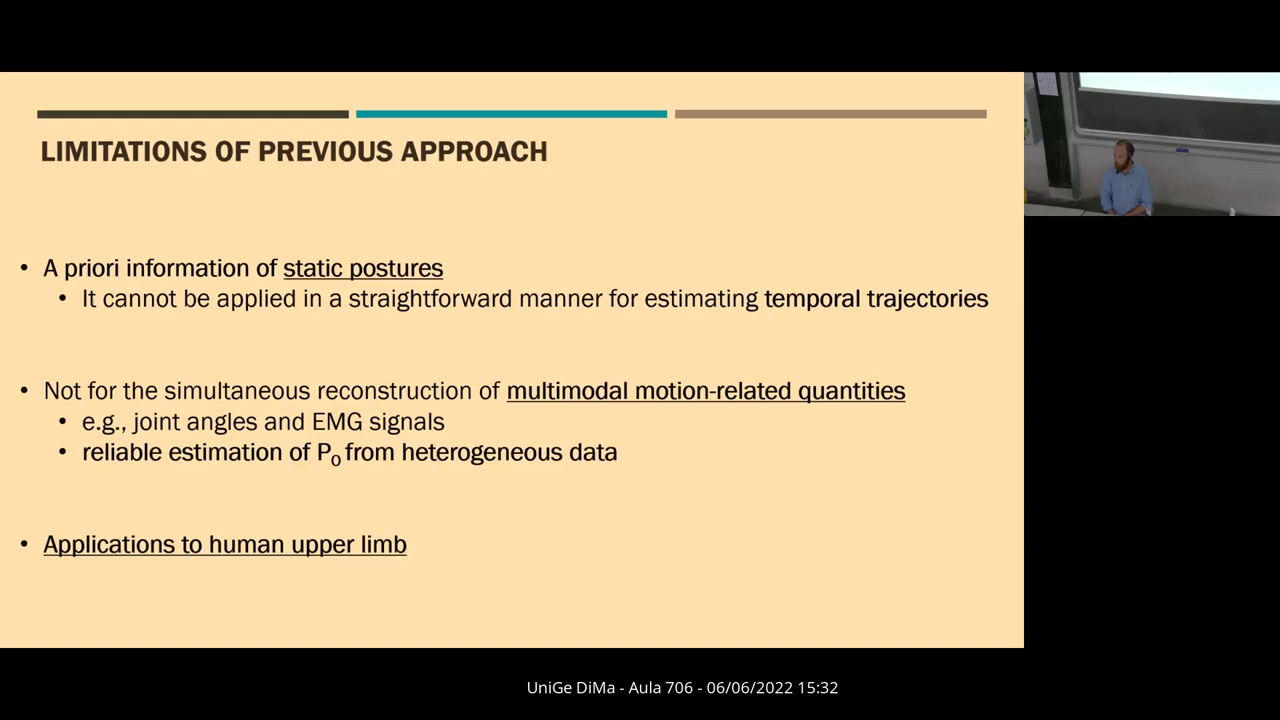 LIMITATIONS OF PREVIOUS APPROACH
• A priori information of static postures
• It cannot be applied in a straightforward manner for estimating temporal trajectories
• Not for the simultaneous reconstruction of multimodal motion-related quantities
• e.g., joint angles and EMG signals
• reliable estimation of P₀ from heterogeneous data
• Applications to human upper limb
UniGe DiMa - Aula 706 - 06/06/2022 15:32